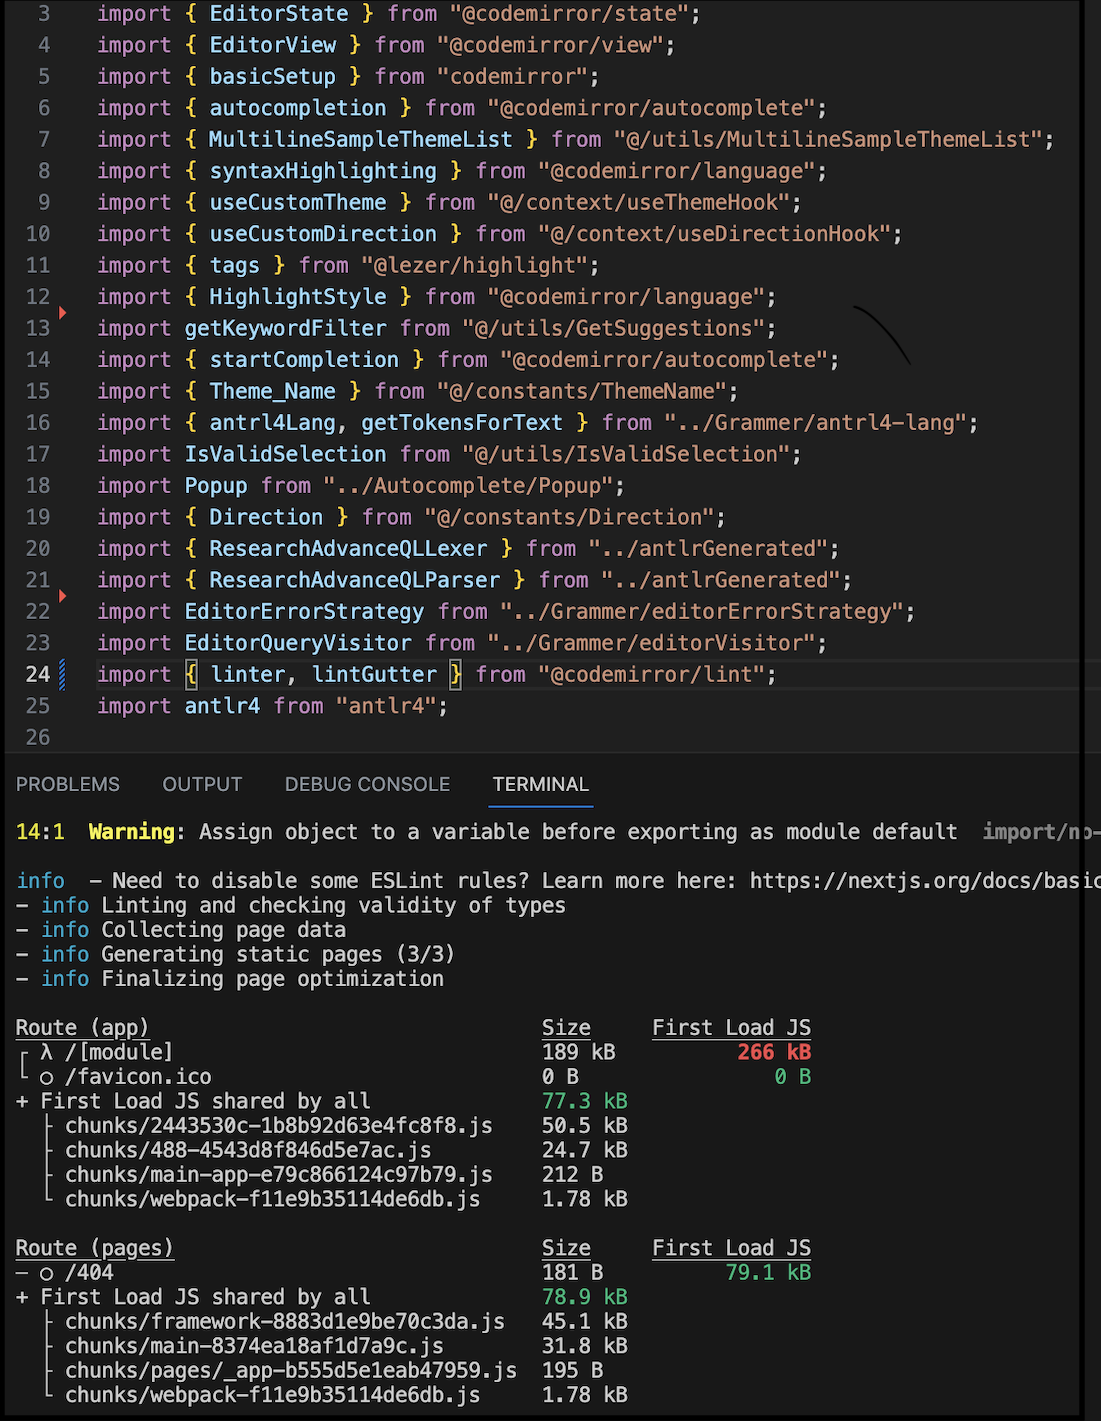 3 import { EditorState } from "@codemirror/state";
4 import { EditorView } from "@codemirror/view";
5 import { basicSetup } from "codemirror";
6 import { autocompletion } from "@codemirror/autocomplete";
7 import { MultilineSampleThemeList } from "@/utils/MultilineSampleThemeList";
8 import { syntaxHighlighting } from "@codemirror/language";
9 import { useCustomTheme } from "@/context/useThemeHook";
10 import { useCustomDirection } from "@/context/useDirectionHook";
11 import { tags } from "@lezer/highlight";
12 import { HighlightStyle } from "@codemirror/language";
13 import getKeywordFilter from "@/utils/GetSuggestions";
14 import { startCompletion } from "@codemirror/autocomplete";
15 import { Theme_Name } from "@/constants/ThemeName";
16 import { antrl4Lang, getTokensForText } from "../Grammer/antrl4-lang";
17 import IsValidSelection from "@/utils/IsValidSelection";
18 import Popup from "../Autocomplete/Popup";
19 import { Direction } from "@/constants/Direction";
20 import { ResearchAdvanceQLLexer } from "../antlrGenerated";
21 import { ResearchAdvanceQLParser } from "../antlrGenerated";
22 import EditorErrorStrategy from "../Grammer/editorErrorStrategy";
23 import EditorQueryVisitor from "../Grammer/editorVisitor";
24 import { linter, lintGutter } from "@codemirror/lint";
25 import antlr4 from "antlr4";
26
PROBLEMS OUTPUT DEBUG CONSOLE TERMINAL
14:1 Warning: Assign object to a variable before exporting as module default import/no-
info - Need to disable some ESLint rules? Learn more here: https://nextjs.org/docs/basic
- info Linting and checking validity of types
- info Collecting page data
- info Generating static pages (3/3)
- info Finalizing page optimization
Route (app) Size First Load JS
┌ λ /[module] 189 kB 266 kB
└ ○ /favicon.ico 0 B 0 B
+ First Load JS shared by all 77.3 kB
├ chunks/2443530c-1b8b92d63e4fc8f8.js 50.5 kB
├ chunks/488-4543d8f846d5e7ac.js 24.7 kB
├ chunks/main-app-e79c866124c97b79.js 212 B
└ chunks/webpack-f11e9b35114de6db.js 1.78 kB
Route (pages) Size First Load JS
─ ○ /404 181 B 79.1 kB
+ First Load JS shared by all 78.9 kB
├ chunks/framework-8883d1e9be70c3da.js 45.1 kB
├ chunks/main-8374ea18af1d7a9c.js 31.8 kB
├ chunks/pages/_app-b555d5e1eab47959.js 195 B
└ chunks/webpack-f11e9b35114de6db.js 1.78 kB